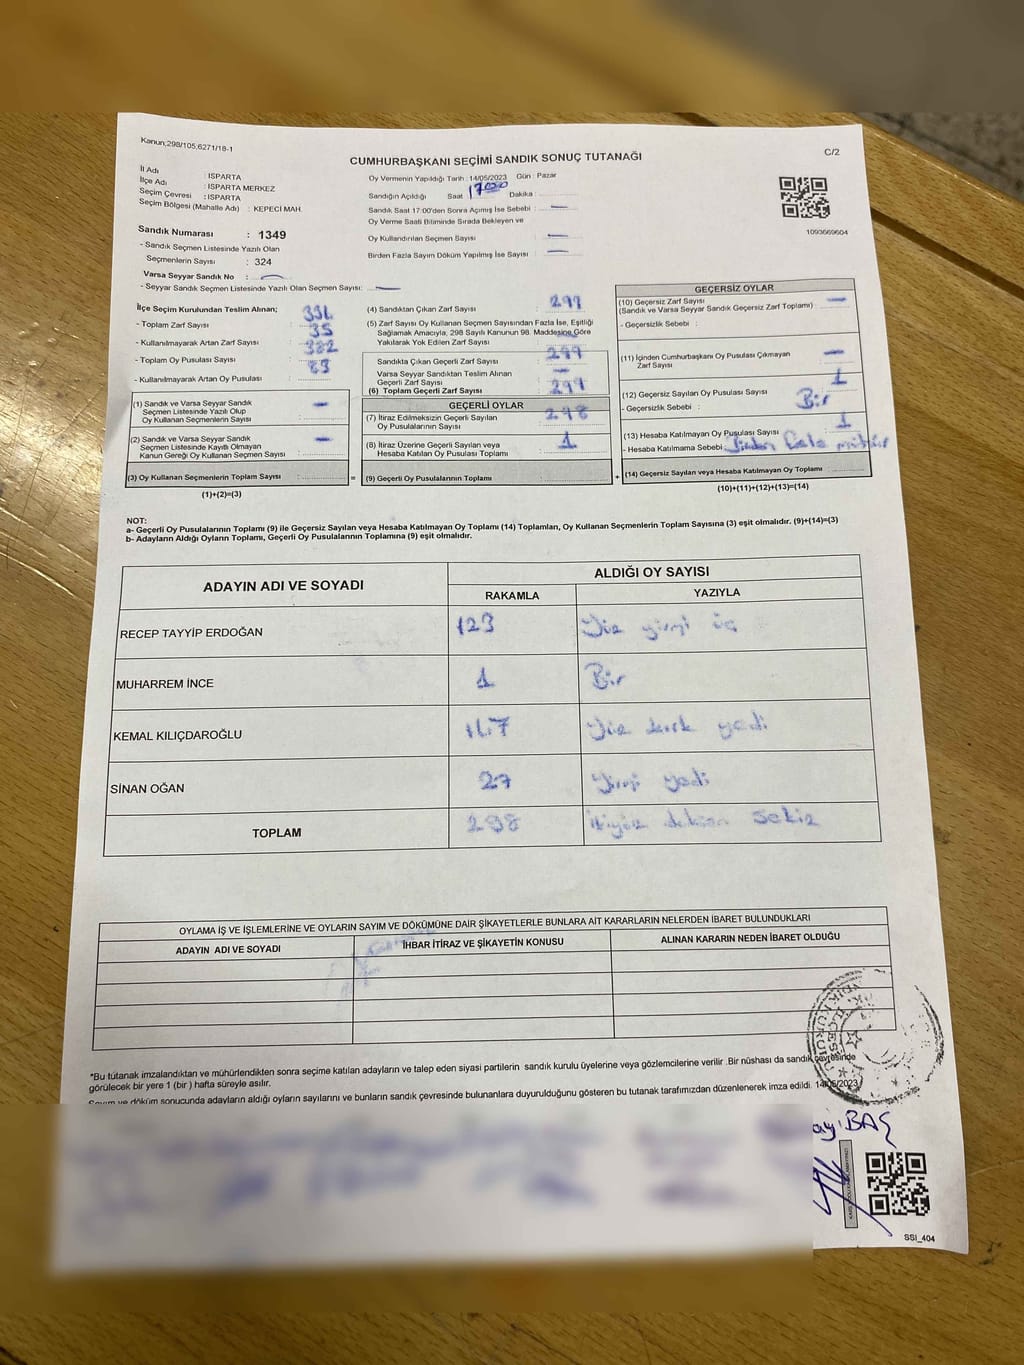 Kanun;298/105,6271/18-1
C/2
CUMHURBAŞKANI SEÇİMİ SANDIK SONUÇ TUTANAĞI
İl Adı : ISPARTA
İlçe Adı : ISPARTA MERKEZ
Seçim Çevresi : ISPARTA
Seçim Bölgesi (Mahalle Adı) : KEPECİ MAH.
Sandık Numarası : 1349
- Sandık Seçmen Listesinde Yazılı Olan
Seçmenlerin Sayısı : 324
Varsa Seyyar Sandık No : —
- Seyyar Sandık Seçmen Listesinde Yazılı Olan Seçmen Sayısı: —
Oy Vermenin Yapıldığı Tarih : 14/05/2023 Gün : Pazar
Sandığın Açıldığı Saat 17:00 Dakika :
Sandık Saat 17:00'den Sonra Açımış İse Sebebi : —
Oy Verme Saati Bitiminde Sırada Bekleyen ve
Oy Kullandırılan Seçmen Sayısı : —
Birden Fazla Sayım Döküm Yapılmış İse Sayısı : —
1093669604
İlçe Seçim Kurulundan Teslim Alınan;
- Toplam Zarf Sayısı :
- Kullanılmayarak Artan Zarf Sayısı : 35
- Toplam Oy Pusulası Sayısı : 382
- Kullanılmayarak Artan Oy Pusulası : 83
(1) Sandık ve Varsa Seyyar Sandık
Seçmen Listesinde Yazılı Olup
Oy Kullanan Seçmenlerin Sayısı : —
(2) Sandık ve Varsa Seyyar Sandık
Seçmen Listesinde Kayıtlı Olmayan
Kanun Gereği Oy Kullanan Seçmen Sayısı : —
(3) Oy Kullanan Seçmenlerin Toplam Sayısı :
(1)+(2)=(3)
(4) Sandıktan Çıkan Zarf Sayısı : 299
(5) Zarf Sayısı Oy Kullanan Seçmen Sayısından Fazla İse, Eşitliği
Sağlamak Amacıyla, 298 Sayılı Kanunun 98. Maddesine Göre
Yakılarak Yok Edilen Zarf Sayısı :
Sandıkta Çıkan Geçerli Zarf Sayısı : 299
Varsa Seyyar Sandıktan Teslim Alınan
Geçerli Zarf Sayısı : —
(6) Toplam Geçerli Zarf Sayısı : 299
GEÇERLİ OYLAR
(7) İtiraz Edilmeksizin Geçerli Sayılan
Oy Pusulalarının Sayısı : 298
(8) İtiraz Üzerine Geçerli Sayılan veya
Hesaba Katılan Oy Pusulası Toplamı : 1
= (9) Geçerli Oy Pusulalarının Toplamı :
GEÇERSİZ OYLAR
(10) Geçersiz Zarf Sayısı
(Sandık ve Varsa Seyyar Sandık Geçersiz Zarf Toplamı) : —
- Geçersizlik Sebebi :
(11) İçinden Cumhurbaşkanı Oy Pusulası Çıkmayan
Zarf Sayısı : —
(12) Geçersiz Sayılan Oy Pusulası Sayısı : 1
- Geçersizlik Sebebi : Bir
(13) Hesaba Katılmayan Oy Pusulası Sayısı : 1
- Hesaba Katılmama Sebebi : Birden fazla mühür
+ (14) Geçersiz Sayılan veya Hesaba Katılmayan Oy Toplamı :
(10)+(11)+(12)+(13)=(14)
NOT:
a- Geçerli Oy Pusulalarının Toplamı (9) ile Geçersiz Sayılan veya Hesaba Katılmayan Oy Toplamı (14) Toplamları, Oy Kullanan Seçmenlerin Toplam Sayısına (3) eşit olmalıdır. (9)+(14)=(3)
b- Adayların Aldığı Oyların Toplamı, Geçerli Oy Pusulalarının Toplamına (9) eşit olmalıdır.
ADAYIN ADI VE SOYADI ALDIĞI OY SAYISI
RAKAMLA YAZIYLA
RECEP TAYYİP ERDOĞAN 123 Yüz yirmi üç
MUHARREM İNCE 1 Bir
KEMAL KILIÇDAROĞLU 147 Yüz kırk yedi
SİNAN OĞAN 27 Yirmi yedi
TOPLAM 298 İkiyüz doksan sekiz
OYLAMA İŞ VE İŞLEMLERİNE VE OYLARIN SAYIM VE DÖKÜMÜNE DAİR ŞİKAYETLERLE BUNLARA AİT KARARLARIN NELERDEN İBARET BULUNDUKLARI
ADAYIN ADI VE SOYADI İHBAR İTİRAZ VE ŞİKAYETİN KONUSU ALINAN KARARIN NEDEN İBARET OLDUĞU
*Bu tutanak imzalandıktan ve mühürlendikten sonra seçime katılan adayların ve talep eden siyasi partilerin sandık kurulu üyelerine veya gözlemcilerine verilir .Bir nüshası da sandık çevresinde
görülecek bir yere 1 (bir ) hafta süreyle asılır.
Sayım ve döküm sonucunda adayların aldığı oyların sayılarını ve bunların sandık çevresinde bulunanlara duyurulduğunu gösteren bu tutanak tarafımızdan düzenlenerek imza edildi. 14/05/2023
BAŞ
SSI_404